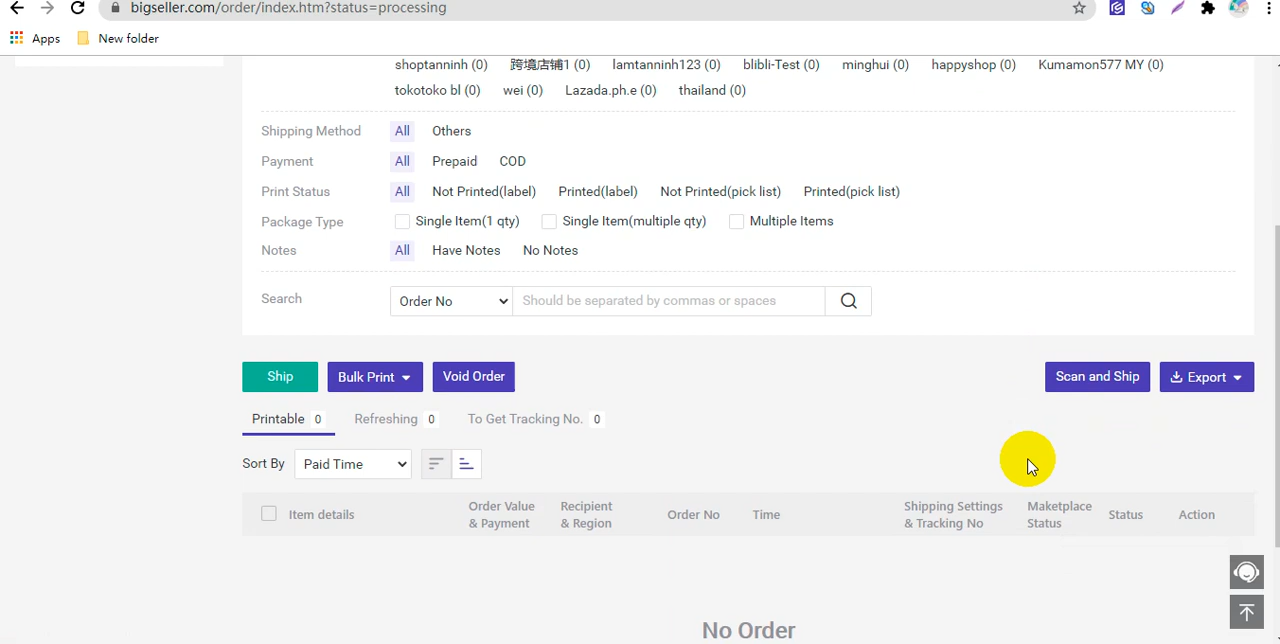 bigseller.com/order/index.htm?status=processing
Apps New folder
shoptanninh (0) 跨境店铺1 (0) lamtanninh123 (0) blibli-Test (0) minghui (0) happyshop (0) Kumamon577 MY (0)
tokotoko bl (0) wei (0) Lazada.ph.e (0) thailand (0)
Shipping Method All Others
Payment All Prepaid COD
Print Status All Not Printed(label) Printed(label) Not Printed(pick list) Printed(pick list)
Package Type Single Item(1 qty) Single Item(multiple qty) Multiple Items
Notes All Have Notes No Notes
Search Order No Should be separated by commas or spaces
Ship Bulk Print Void Order Scan and Ship Export
Printable 0 Refreshing 0 To Get Tracking No. 0
Sort By Paid Time
Item details Order Value & Payment Recipient & Region Order No Time Shipping Settings & Tracking No Maketplace Status Status Action
No Order